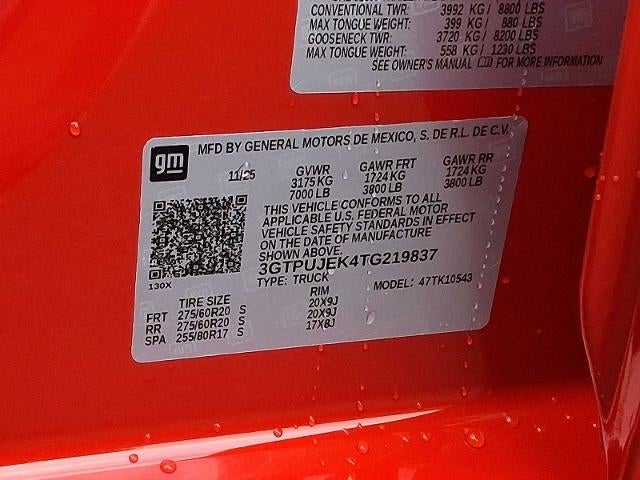 CONVENTIONAL TWR: 3992 KG/ 8800 LBS
MAX TONGUE WEIGHT: 399 KG/ 880 LBS
GOOSENECK TWR: 3720 KG/ 8200 LBS
MAX TONGUE WEIGHT: 558 KG/ 1230 LBS
SEE OWNER'S MANUAL FOR MORE INFORMATION
gm
MFD BY GENERAL MOTORS DE MEXICO, S. DE R.L. DE C.V.
11/25 GVWR GAWR FRT GAWR RR
3175 KG 1724 KG 1724 KG
7000 LB 3800 LB 3800 LB
THIS VEHICLE CONFORMS TO ALL
APPLICABLE U.S. FEDERAL MOTOR
VEHICLE SAFETY STANDARDS IN EFFECT
ON THE DATE OF MANUFACTURE
SHOWN ABOVE.
3GTPUJEK4TG219837
130X
TYPE: TRUCK MODEL: 47TK10543
TIRE SIZE RIM
FRT 275/60R20 S 20X9J
RR 275/60R20 S 20X9J
SPA 255/80R17 S 17X8J